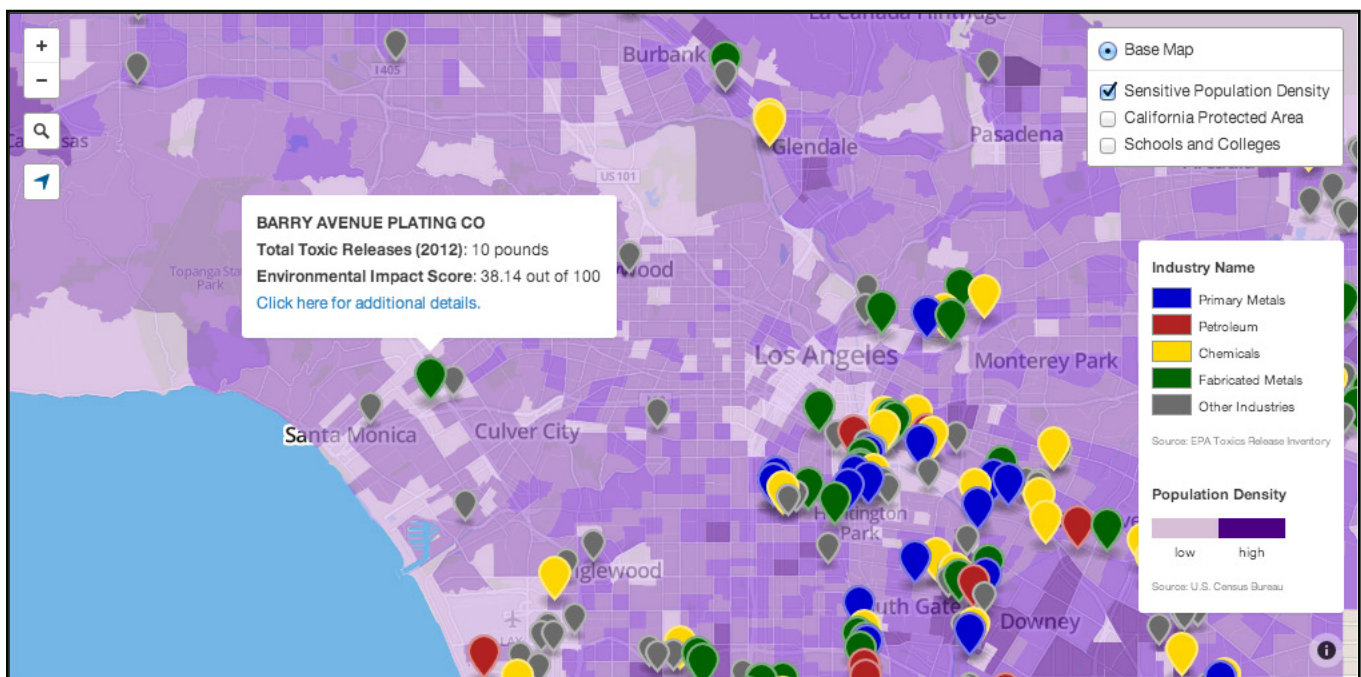 La Cañada Flintridge
+
Burbank
Base Map
I405
−
Sensitive Population Density
California Protected Area
Pasadena
Glendale
Schools and Colleges
US 101
BARRY AVENUE PLATING CO
Total Toxic Releases (2012): 10 pounds
Environmental Impact Score: 38.14 out of 100
Click here for additional details.
Topanga State
Park
wood
Industry Name
Primary Metals
Petroleum
Chemicals
Fabricated Metals
Other Industries
Source: EPA Toxics Release Inventory
Los Angeles
Monterey Park
Santa Monica
Culver City
Population Density
low high
Source: U.S. Census Bureau
Huntington
Park
Inglewood
South Gate
Downey
LAX
i